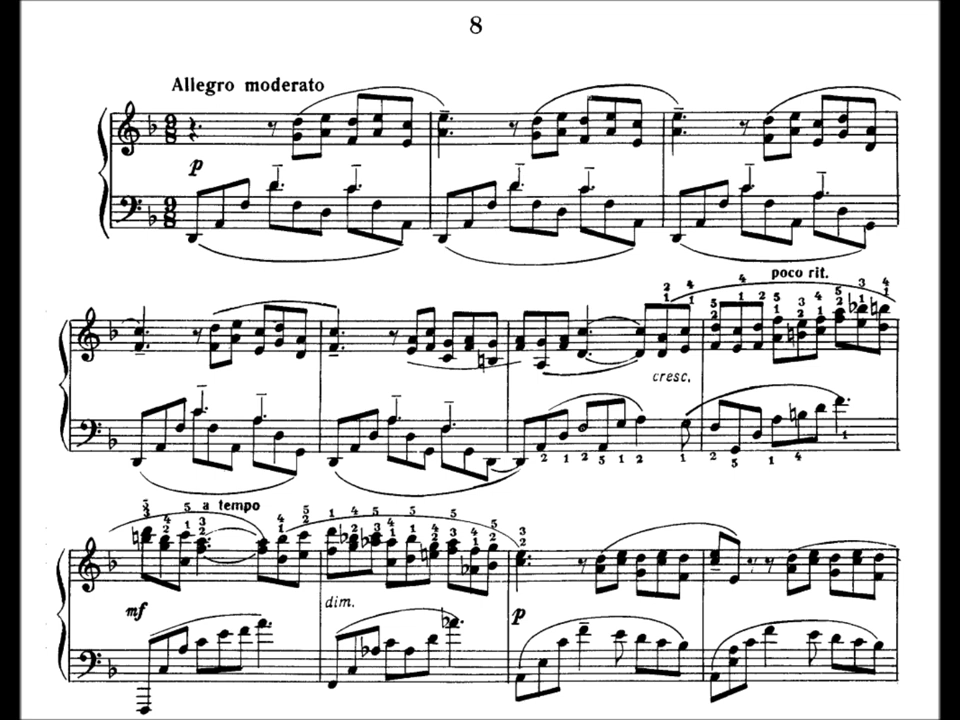 8
Allegro moderato
p
poco rit.
cresc.
a tempo
mf
dim.
p